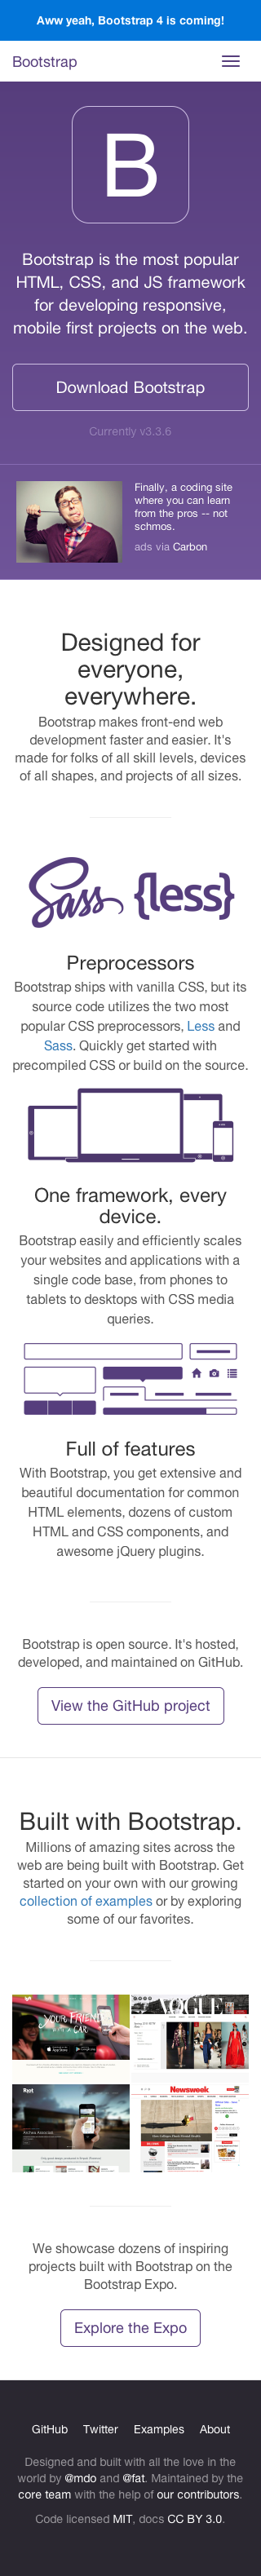 Aww yeah, Bootstrap 4 is coming!
Bootstrap
B
Bootstrap is the most popular
HTML, CSS, and JS framework
for developing responsive,
mobile first projects on the web.
Download Bootstrap
Currently v3.3.6
Finally, a coding site
where you can learn
from the pros -- not
schmos.
ads via Carbon
Designed for
everyone,
everywhere.
Bootstrap makes front-end web
development faster and easier. It's
made for folks of all skill levels, devices
of all shapes, and projects of all sizes.
Sass {less}
Preprocessors
Bootstrap ships with vanilla CSS, but its
source code utilizes the two most
popular CSS preprocessors, Less and
Sass. Quickly get started with
precompiled CSS or build on the source.
One framework, every
device.
Bootstrap easily and efficiently scales
your websites and applications with a
single code base, from phones to
tablets to desktops with CSS media
queries.
Full of features
With Bootstrap, you get extensive and
beautiful documentation for common
HTML elements, dozens of custom
HTML and CSS components, and
awesome jQuery plugins.
Bootstrap is open source. It's hosted,
developed, and maintained on GitHub.
View the GitHub project
Built with Bootstrap.
Millions of amazing sites across the
web are being built with Bootstrap. Get
started on your own with our growing
collection of examples or by exploring
some of our favorites.
YOUR FRIEND
WITH A CAR
VOGUE
Riot
Newsweek
We showcase dozens of inspiring
projects built with Bootstrap on the
Bootstrap Expo.
Explore the Expo
GitHub Twitter Examples About
Designed and built with all the love in the
world by @mdo and @fat. Maintained by the
core team with the help of our contributors.
Code licensed MIT, docs CC BY 3.0.